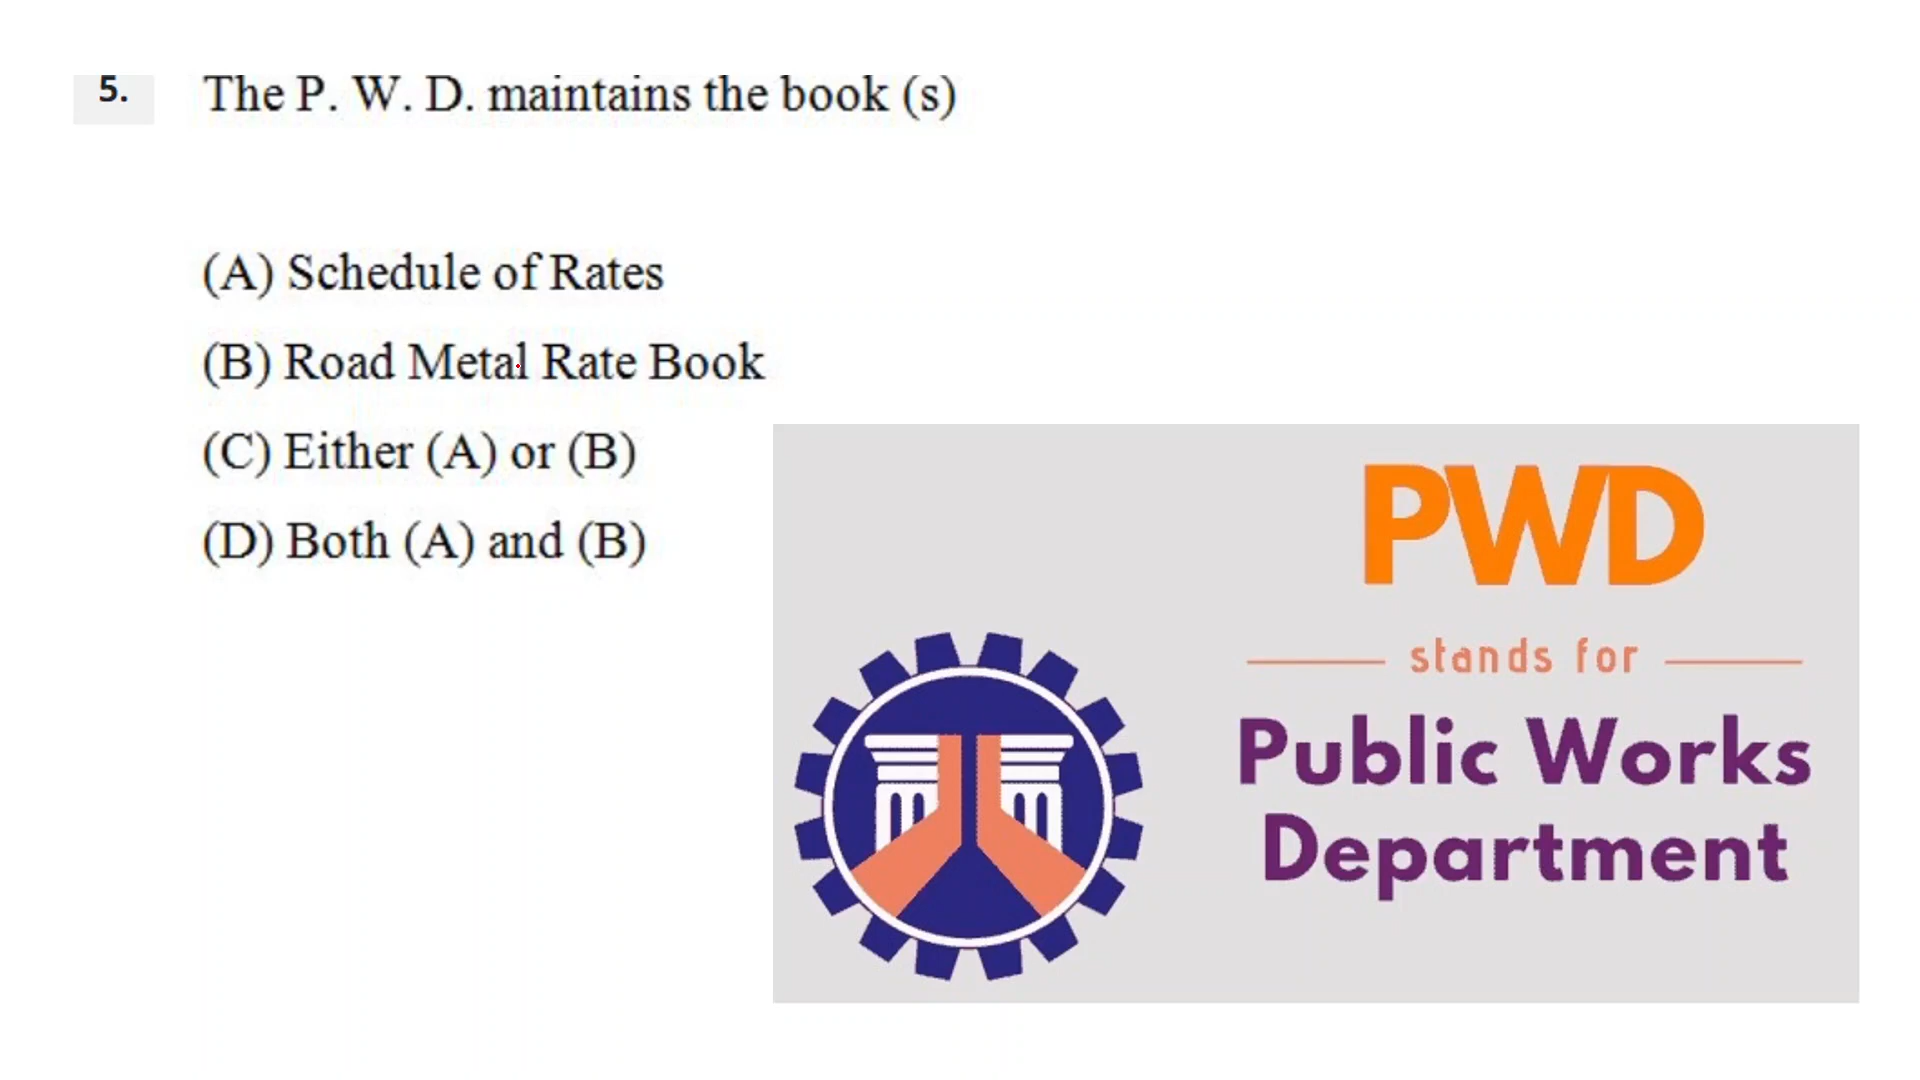 5. The P. W. D. maintains the book (s)
(A) Schedule of Rates
(B) Road Metal Rate Book
(C) Either (A) or (B)
(D) Both (A) and (B)
PWD
stands for
Public Works
Department